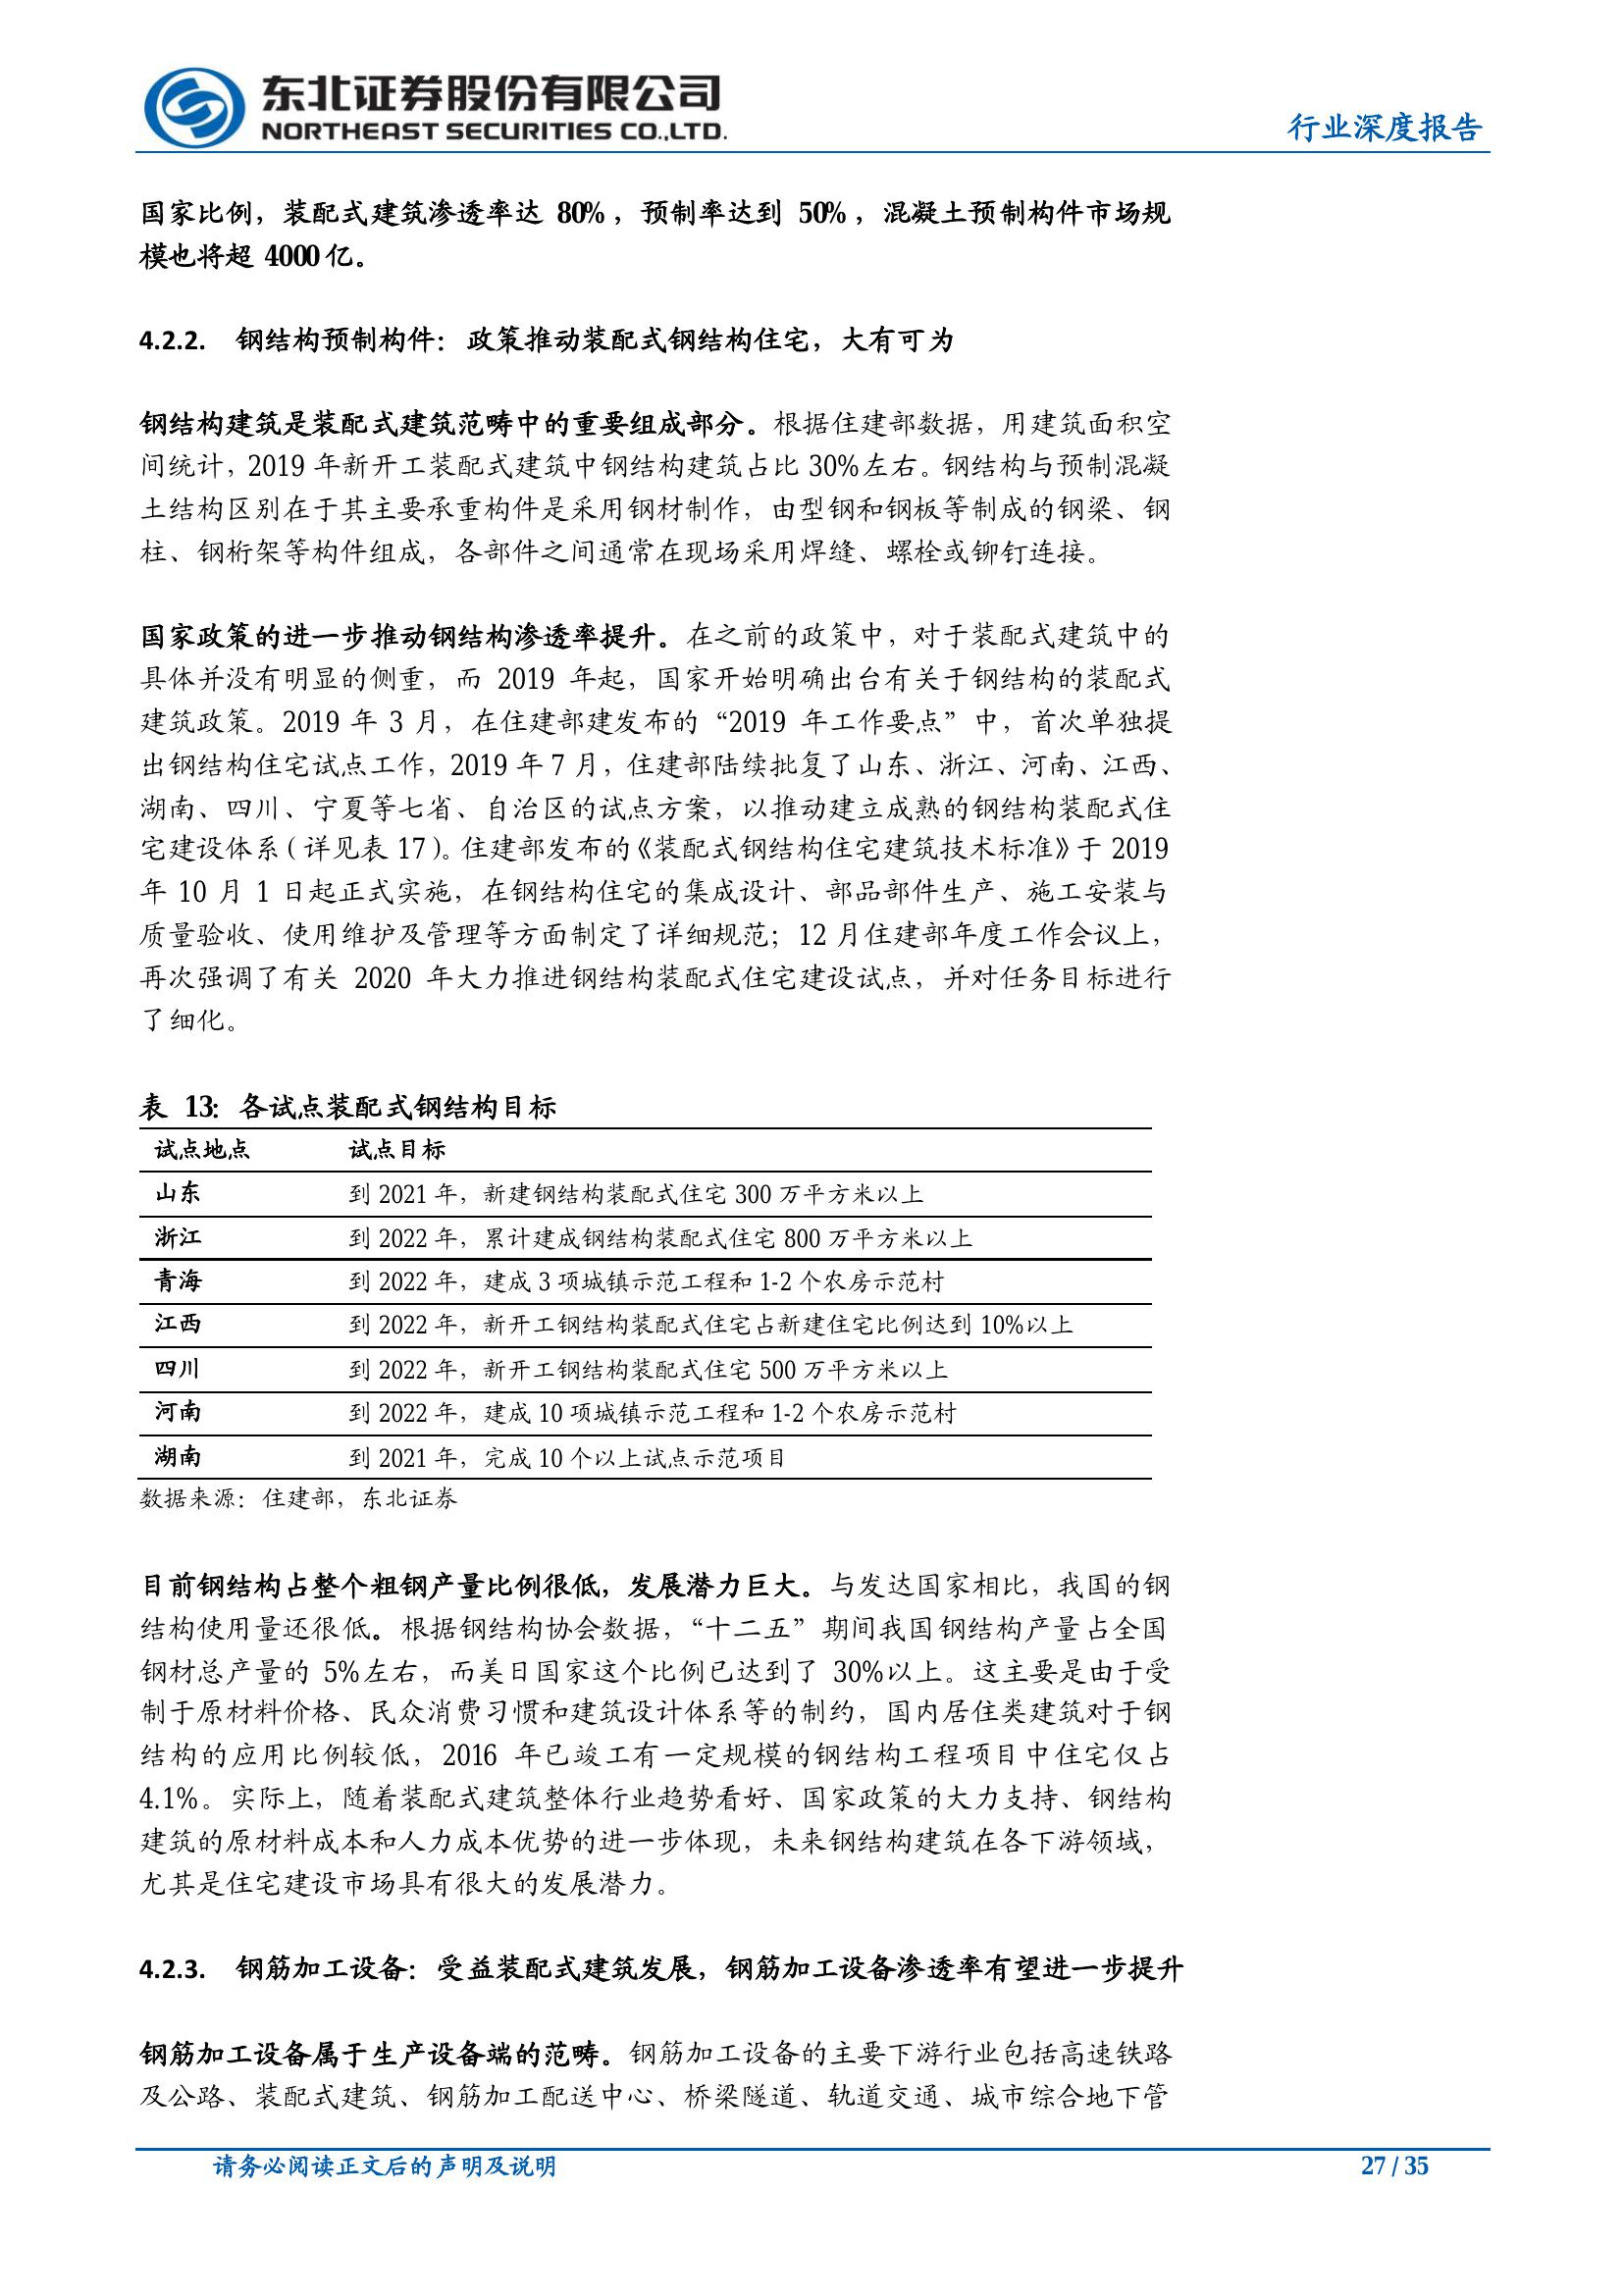 东北证券股份有限公司
NORTHEAST SECURITIES CO.,LTD.
行业深度报告
国家比例，装配式建筑渗透率达 80%，预制率达到 50%，混凝土预制构件市场规
模也将超 4000 亿。
4.2.2. 钢结构预制构件：政策推动装配式钢结构住宅，大有可为
钢结构建筑是装配式建筑范畴中的重要组成部分。根据住建部数据，用建筑面积空
间统计，2019 年新开工装配式建筑中钢结构建筑占比 30%左右。钢结构与预制混凝
土结构区别在于其主要承重构件是采用钢材制作，由型钢和钢板等制成的钢梁、钢
柱、钢桁架等构件组成，各部件之间通常在现场采用焊缝、螺栓或铆钉连接。
国家政策的进一步推动钢结构渗透率提升。在之前的政策中，对于装配式建筑中的
具体并没有明显的侧重，而 2019 年起，国家开始明确出台有关于钢结构的装配式
建筑政策。2019 年 3 月，在住建部建发布的“2019 年工作要点”中，首次单独提
出钢结构住宅试点工作，2019 年 7 月，住建部陆续批复了山东、浙江、河南、江西、
湖南、四川、宁夏等七省、自治区的试点方案，以推动建立成熟的钢结构装配式住
宅建设体系（详见表 17）。住建部发布的《装配式钢结构住宅建筑技术标准》于 2019
年 10 月 1 日起正式实施，在钢结构住宅的集成设计、部品部件生产、施工安装与
质量验收、使用维护及管理等方面制定了详细规范；12 月住建部年度工作会议上，
再次强调了有关 2020 年大力推进钢结构装配式住宅建设试点，并对任务目标进行
了细化。
表 13：各试点装配式钢结构目标
试点地点 试点目标
山东 到 2021 年，新建钢结构装配式住宅 300 万平方米以上
浙江 到 2022 年，累计建成钢结构装配式住宅 800 万平方米以上
青海 到 2022 年，建成 3 项城镇示范工程和 1-2 个农房示范村
江西 到 2022 年，新开工钢结构装配式住宅占新建住宅比例达到 10%以上
四川 到 2022 年，新开工钢结构装配式住宅 500 万平方米以上
河南 到 2022 年，建成 10 项城镇示范工程和 1-2 个农房示范村
湖南 到 2021 年，完成 10 个以上试点示范项目
数据来源：住建部，东北证券
目前钢结构占整个粗钢产量比例很低，发展潜力巨大。与发达国家相比，我国的钢
结构使用量还很低。根据钢结构协会数据，“十二五”期间我国钢结构产量占全国
钢材总产量的 5%左右，而美日国家这个比例已达到了 30%以上。这主要是由于受
制于原材料价格、民众消费习惯和建筑设计体系等的制约，国内居住类建筑对于钢
结构的应用比例较低，2016 年已竣工有一定规模的钢结构工程项目中住宅仅占
4.1%。实际上，随着装配式建筑整体行业趋势看好、国家政策的大力支持、钢结构
建筑的原材料成本和人力成本优势的进一步体现，未来钢结构建筑在各下游领域，
尤其是住宅建设市场具有很大的发展潜力。
4.2.3. 钢筋加工设备：受益装配式建筑发展，钢筋加工设备渗透率有望进一步提升
钢筋加工设备属于生产设备端的范畴。钢筋加工设备的主要下游行业包括高速铁路
及公路、装配式建筑、钢筋加工配送中心、桥梁隧道、轨道交通、城市综合地下管
请务必阅读正文后的声明及说明
27 / 35